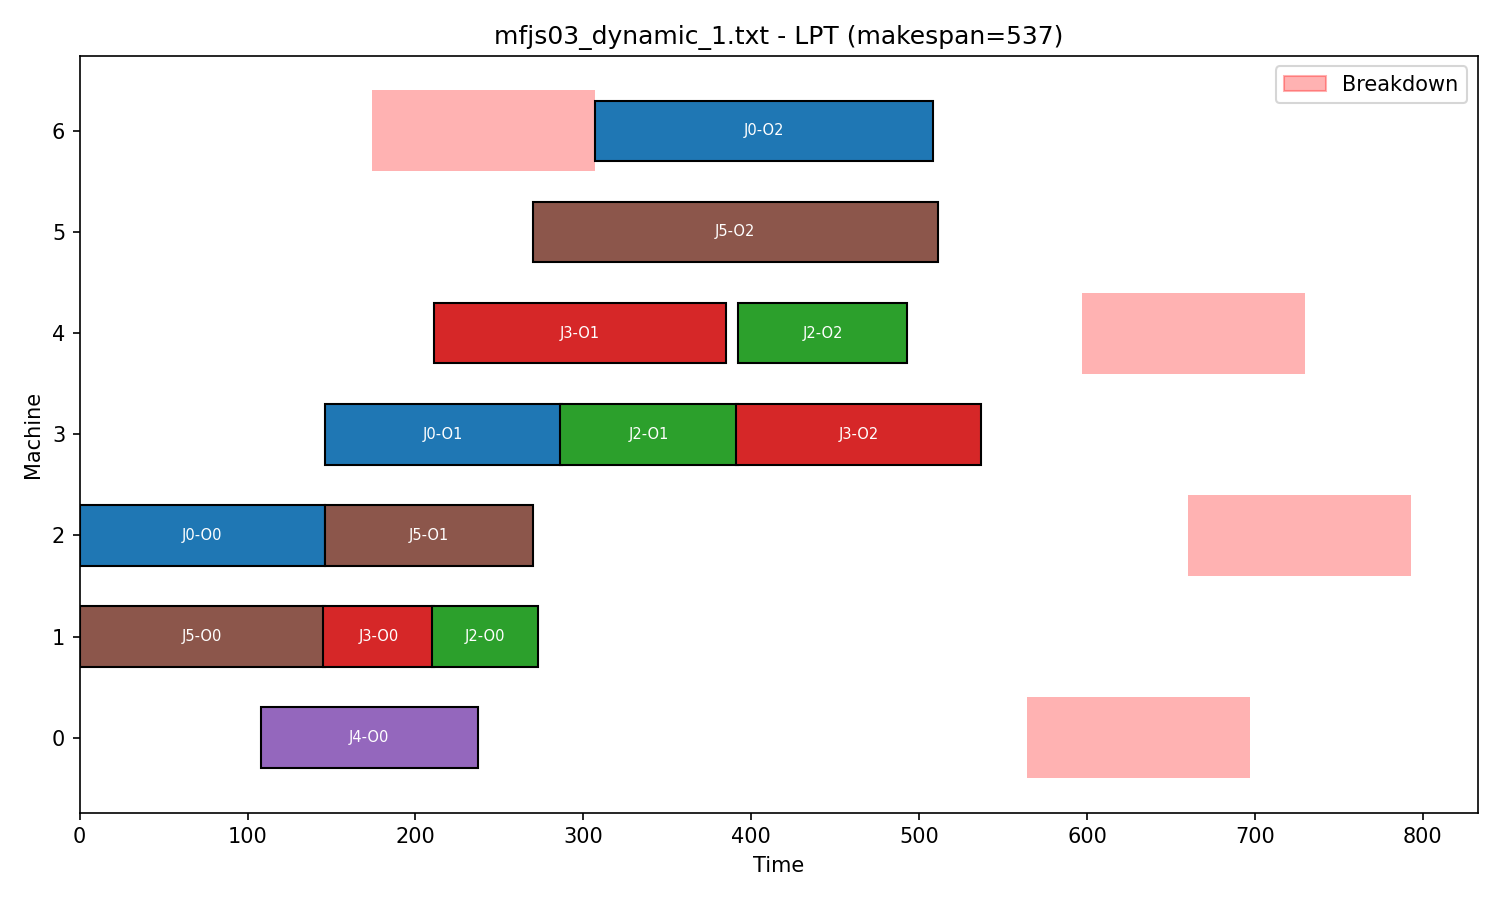 mfjs03_dynamic_1.txt - LPT (makespan=537)
Breakdown
6
J0-O2
5
J5-O2
4
J3-O1
J2-O2
Machine
3
J0-O1
J2-O1
J3-O2
2
J0-O0
J5-O1
1
J5-O0
J3-O0
J2-O0
0
J4-O0
0
100
200
300
400
500
600
700
800
Time